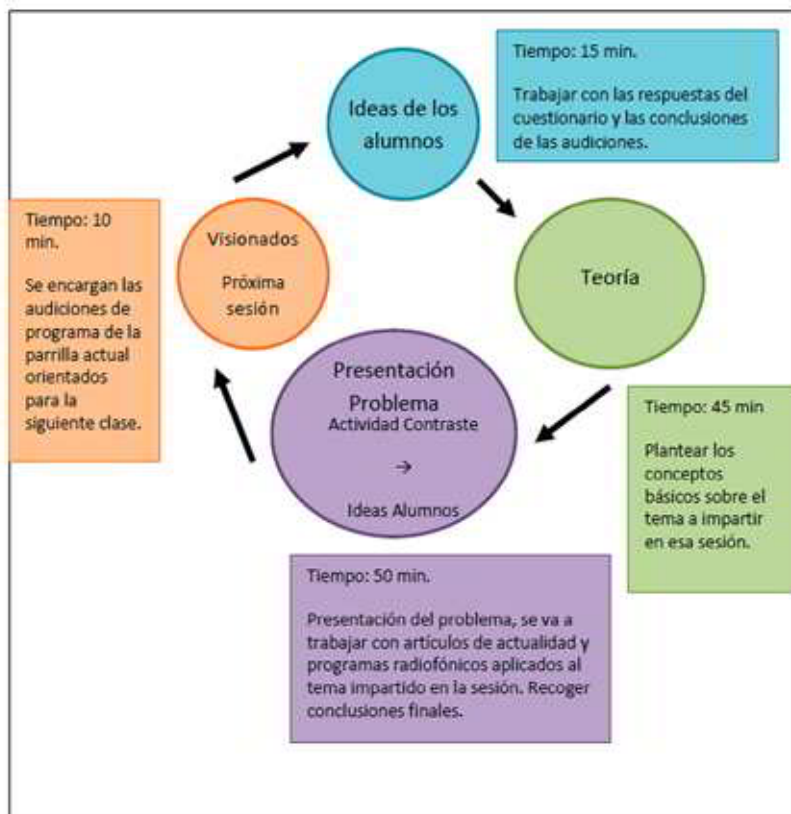 Tiempo: 15 min.
Trabajar con las respuestas del
cuestionario y las conclusiones
de las audiciones.
Ideas de los
alumnos
Teoría
Tiempo: 45 min
Plantear los
conceptos
básicos sobre el
tema a impartir
en esa sesión.
Presentación
Problema
Actividad Contraste
→
Ideas Alumnos
Tiempo: 50 min.
Presentación del problema, se va a
trabajar con artículos de actualidad y
programas radiofónicos aplicados al
tema impartido en la sesión. Recoger
conclusiones finales.
Visionados
Próxima
sesión
Tiempo: 10
min.
Se encargan las
audiciones de
programa de la
parrilla actual
orientados
para la
siguiente clase.